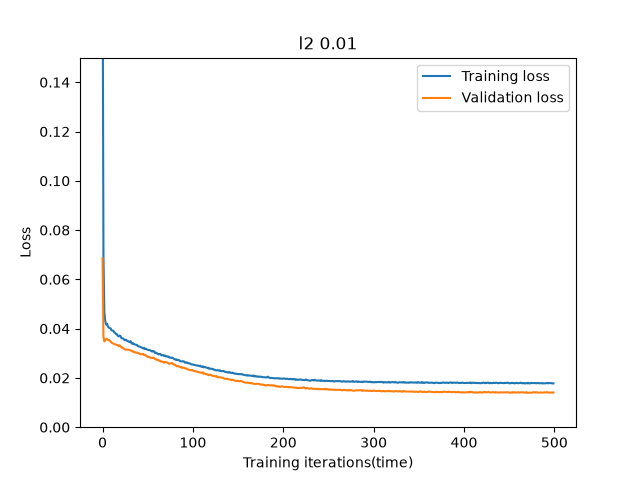 l2 0.01
Training loss
Validation loss
0.14
0.12
0.10
0.08
0.06
0.04
0.02
0.00
Loss
0 100 200 300 400 500
Training iterations(time)